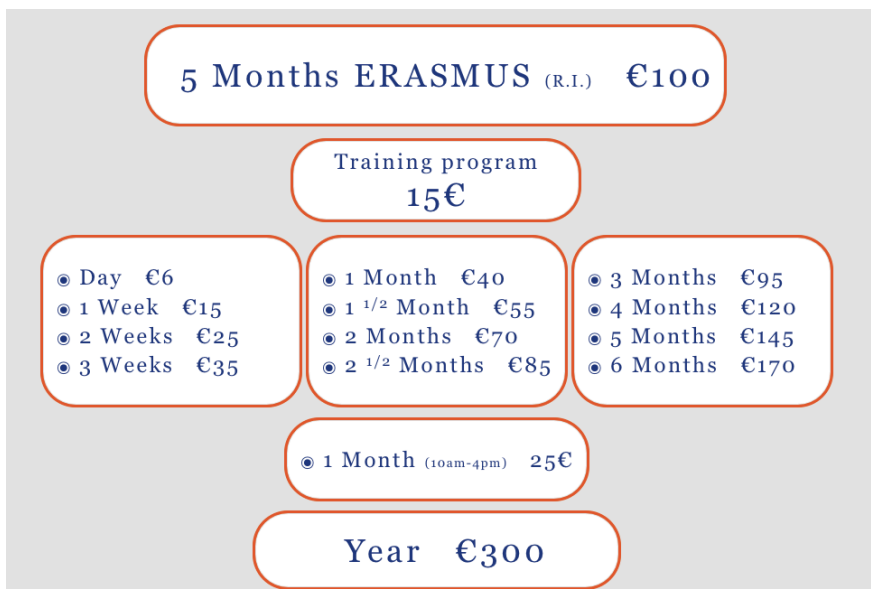 5 Months ERASMUS (R.I.) €100
Training program
15€
◉ Day €6
◉ 1 Week €15
◉ 2 Weeks €25
◉ 3 Weeks €35
◉ 1 Month €40
◉ 1 1/2 Month €55
◉ 2 Months €70
◉ 2 1/2 Months €85
◉ 3 Months €95
◉ 4 Months €120
◉ 5 Months €145
◉ 6 Months €170
◉ 1 Month (10am-4pm) 25€
Year €300